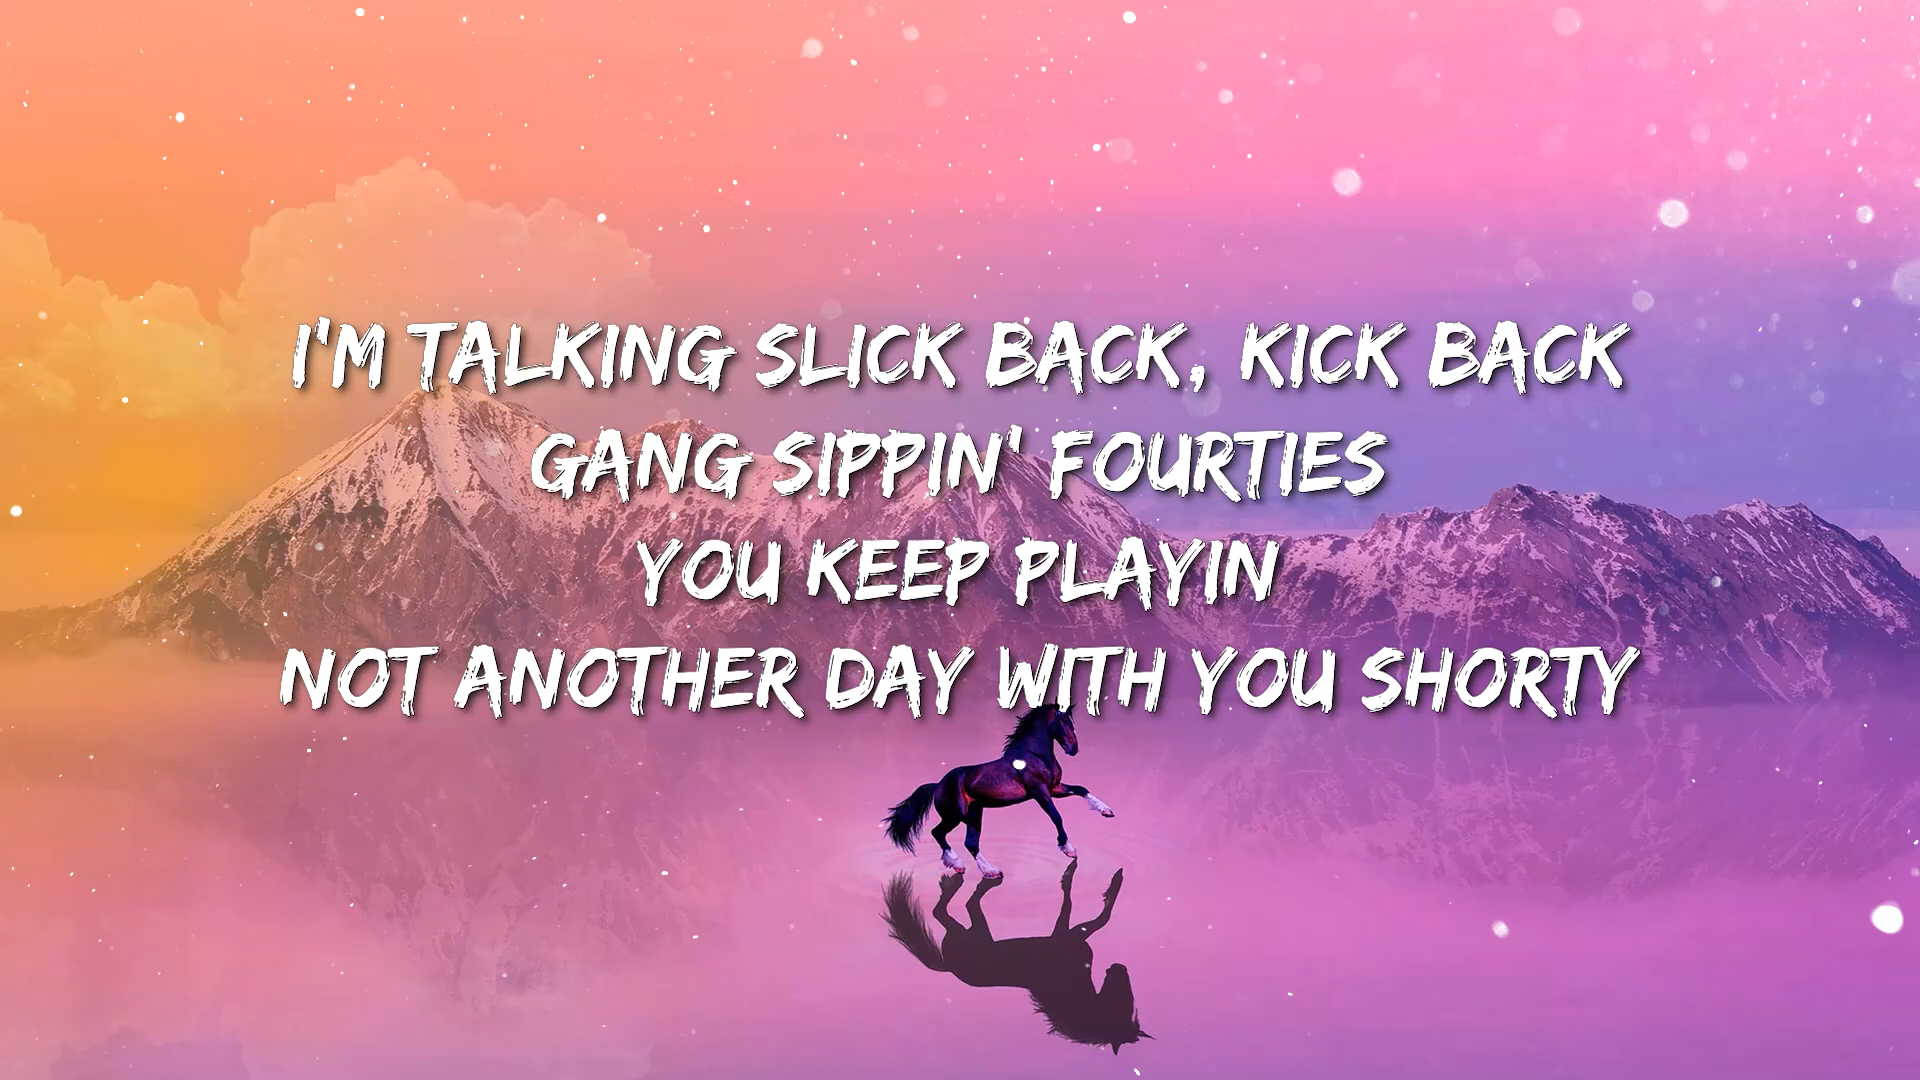 I'M TALKING SLICK BACK, KICK BACK
GANG SIPPIN' FOURTIES
YOU KEEP PLAYIN
NOT ANOTHER DAY WITH YOU SHORTY